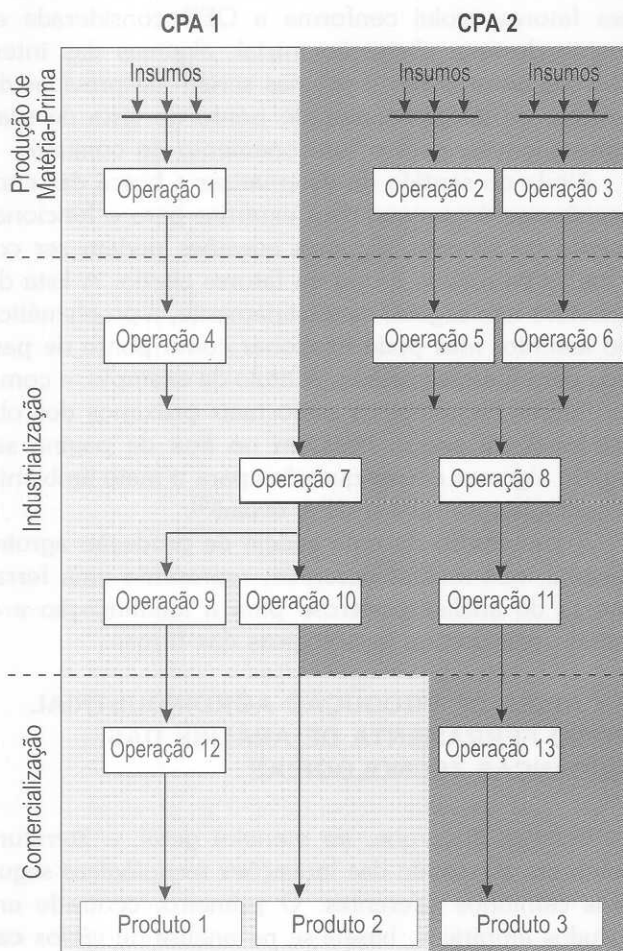 CPA 1
CPA 2
Produção de
Matéria-Prima
Insumos
Insumos
Insumos
Operação 1
Operação 2
Operação 3
Industrialização
Operação 4
Operação 5
Operação 6
Operação 7
Operação 8
Operação 9
Operação 10
Operação 11
Comercialização
Operação 12
Operação 13
Produto 1
Produto 2
Produto 3